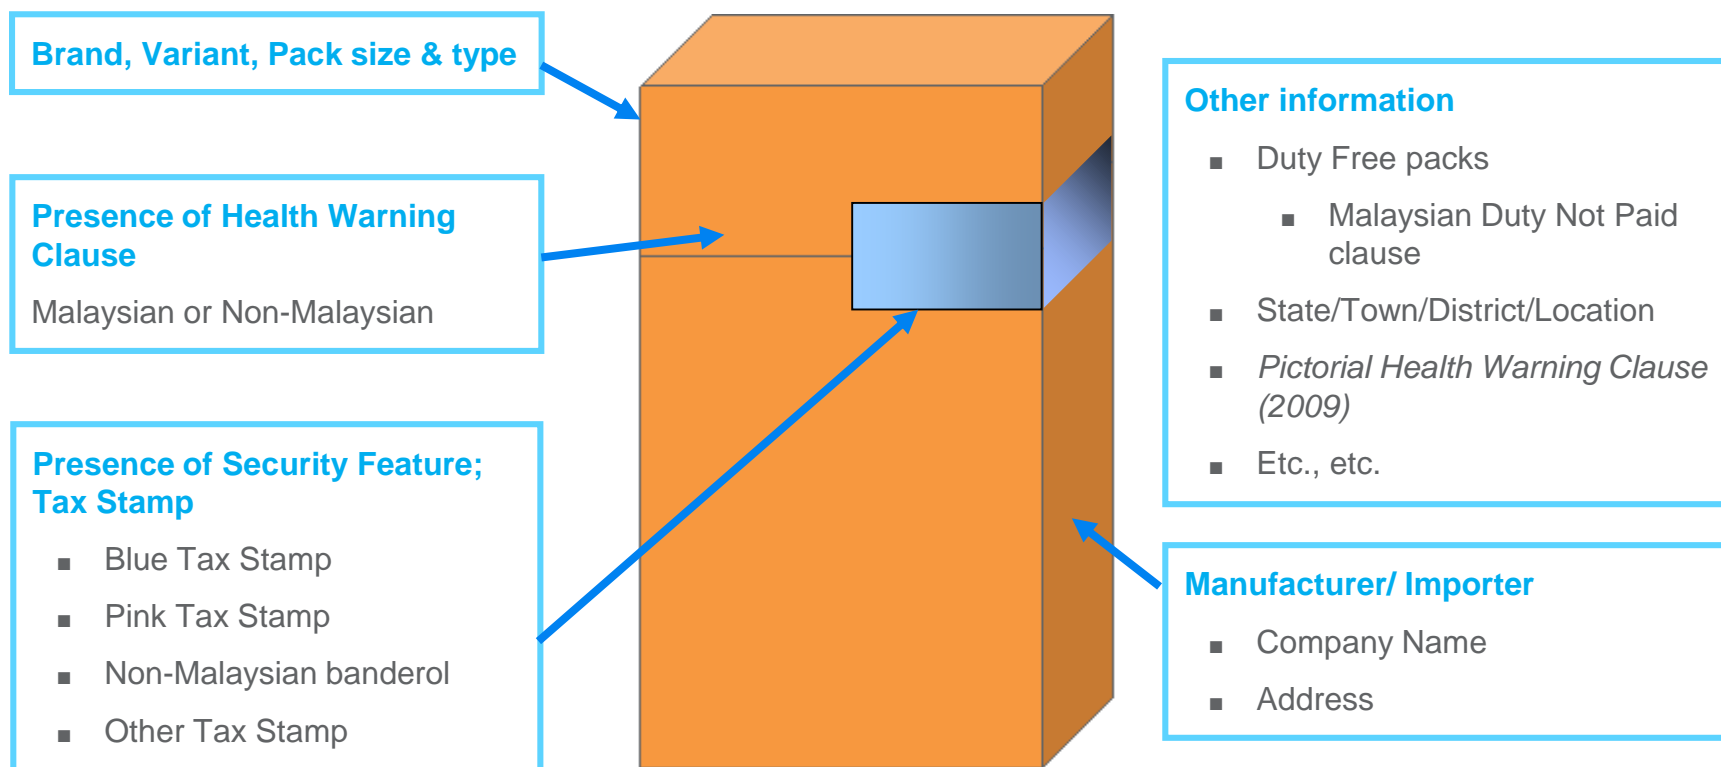 Brand, Variant, Pack size & type
Presence of Health Warning
Clause
Malaysian or Non-Malaysian
Presence of Security Feature;
Tax Stamp
■ Blue Tax Stamp
■ Pink Tax Stamp
■ Non-Malaysian banderol
■ Other Tax Stamp
Other information
■ Duty Free packs
■ Malaysian Duty Not Paid
clause
■ State/Town/District/Location
■ Pictorial Health Warning Clause
(2009)
■ Etc., etc.
Manufacturer/ Importer
■ Company Name
■ Address